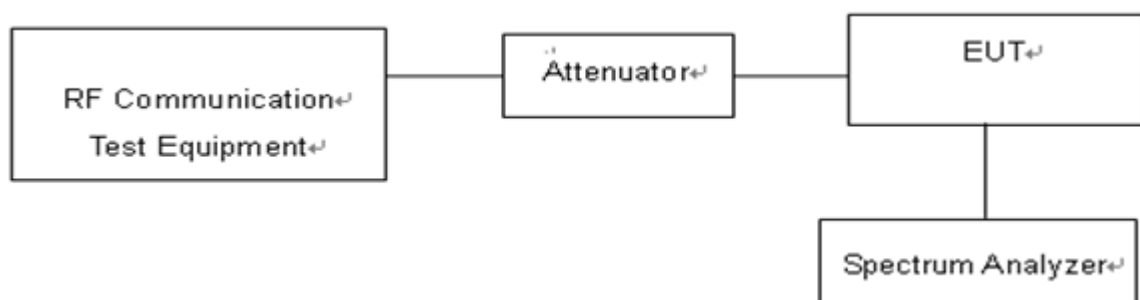 RF Communication↵
Test Equipment↵
Attenuator↵
EUT↵
Spectrum Analyzer↵